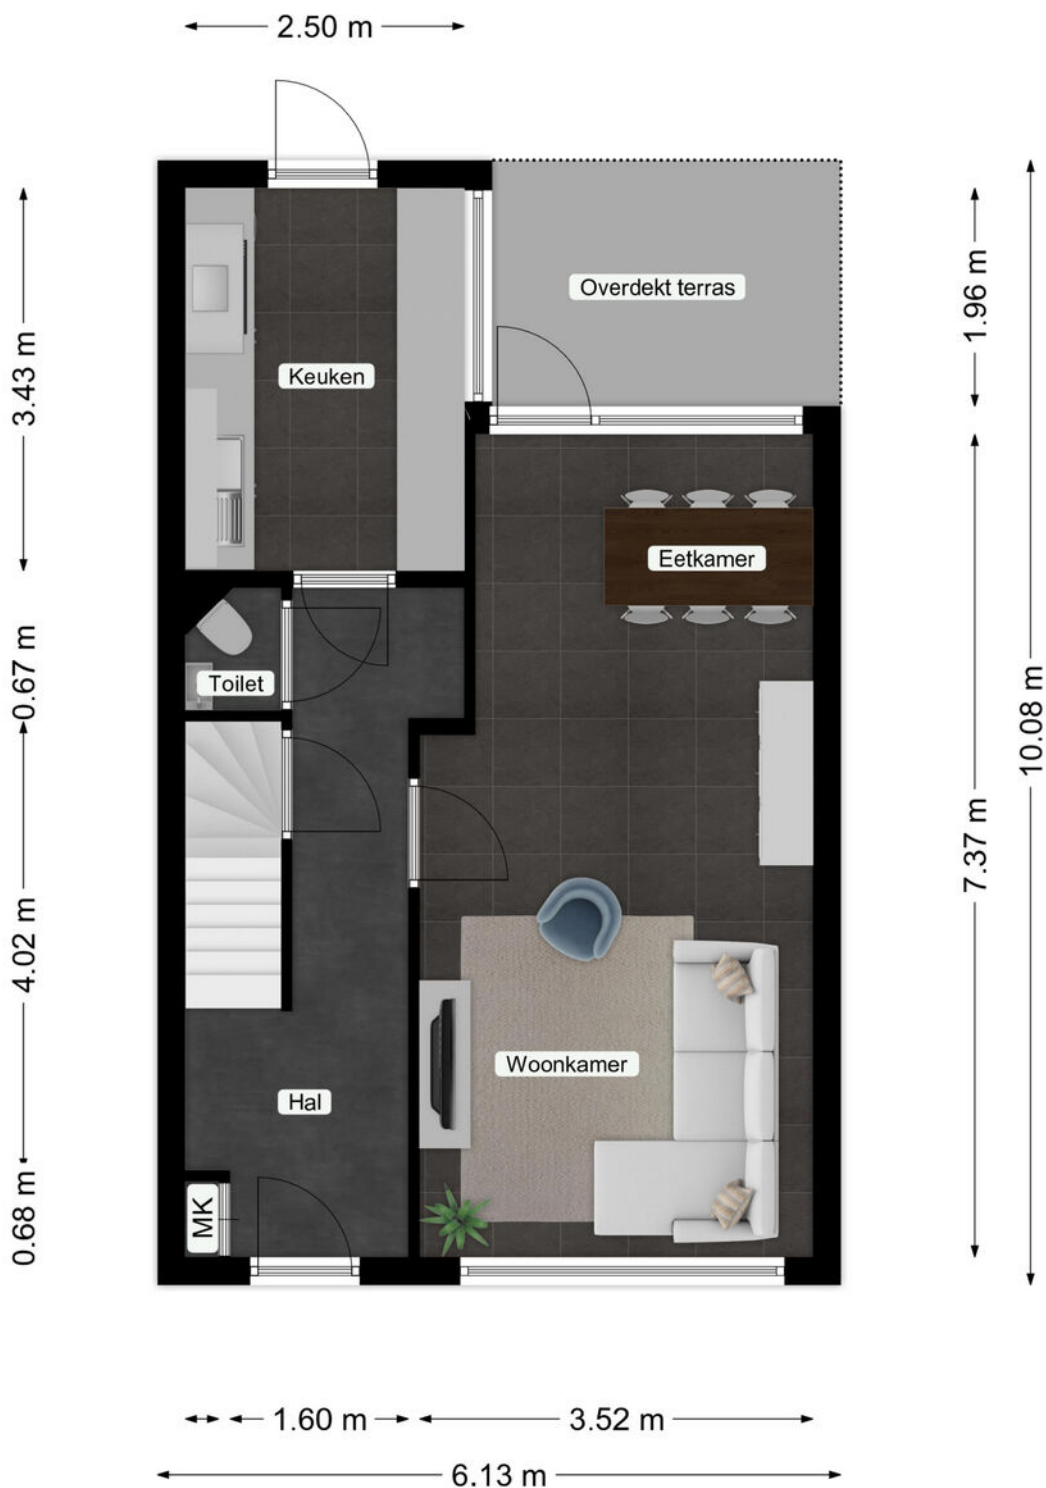 2.50 m
Overdekt terras
1.96 m
Keuken
3.43 m
Eetkamer
0.67 m
Toilet
10.08 m
7.37 m
4.02 m
Woonkamer
Hal
0.68 m
MK
1.60 m
3.52 m
6.13 m